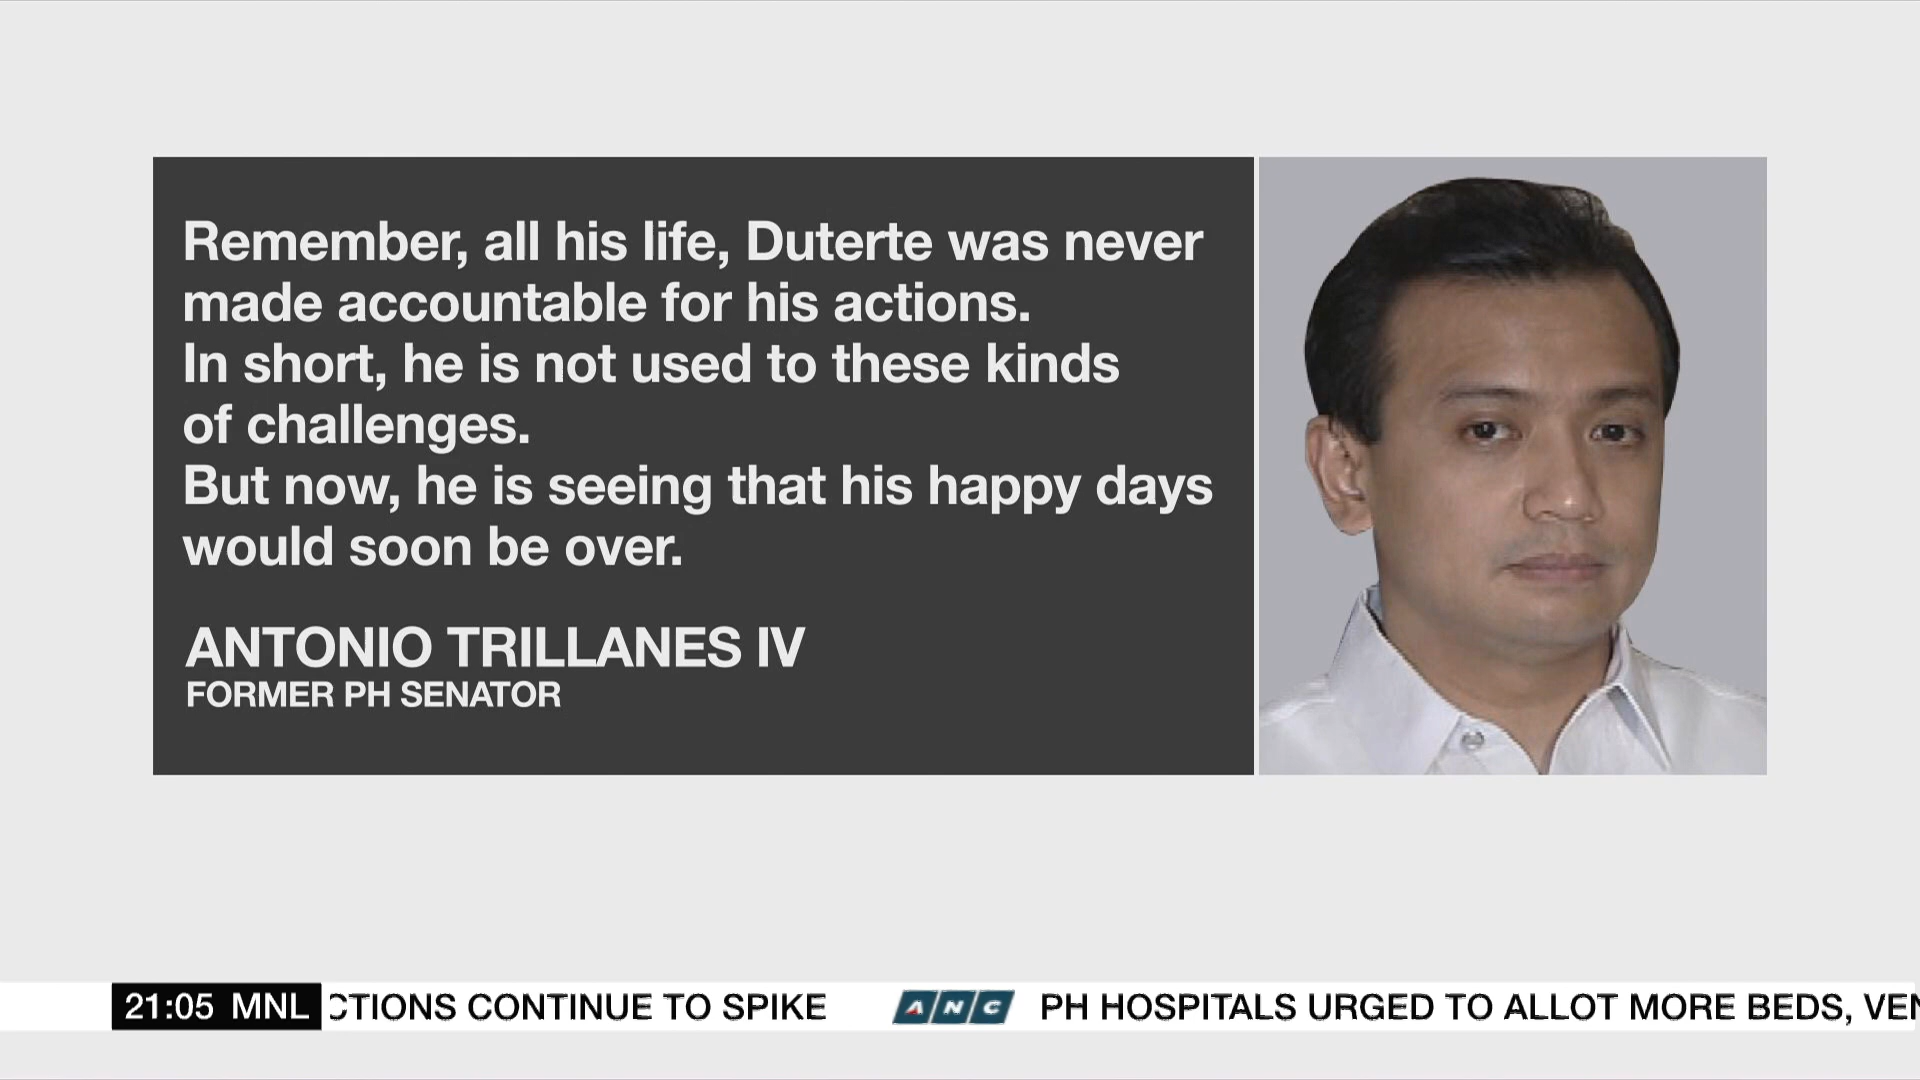 Remember, all his life, Duterte was never
made accountable for his actions.
In short, he is not used to these kinds
of challenges.
But now, he is seeing that his happy days
would soon be over.
ANTONIO TRILLANES IV
FORMER PH SENATOR
21:05 MNL CTIONS CONTINUE TO SPIKE ANC PH HOSPITALS URGED TO ALLOT MORE BEDS, VEN